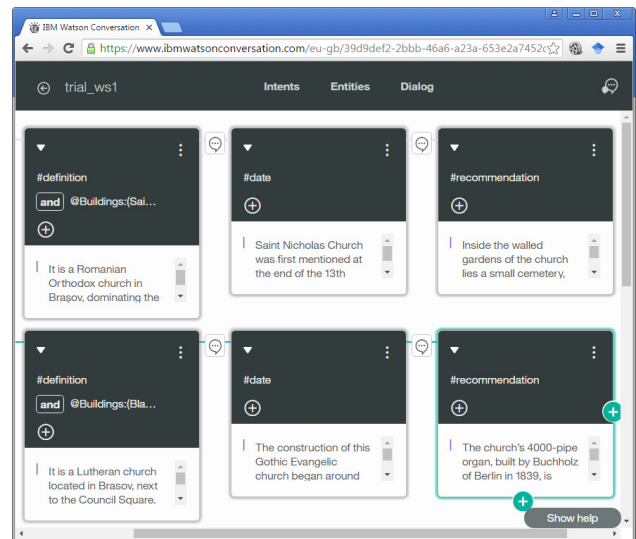 IBM Watson Conversation
https://www.ibmwatsonconversation.com/eu-gb/39d9def2-2bbb-46a6-a23a-653e2a7452c
trial_ws1 Intents Entities Dialog
#definition
and @Buildings:(Sai...
It is a Romanian
Orthodox church in
Brașov, dominating the
#date
Saint Nicholas Church
was first mentioned at
the end of the 13th
#recommendation
Inside the walled
gardens of the church
lies a small cemetery,
#definition
and @Buildings:(Bla...
It is a Lutheran church
located in Brasov, next
to the Council Square.
#date
The construction of this
Gothic Evangelic
church began around
#recommendation
The church's 4000-pipe
organ, built by Buchholz
of Berlin in 1839, is
Show help